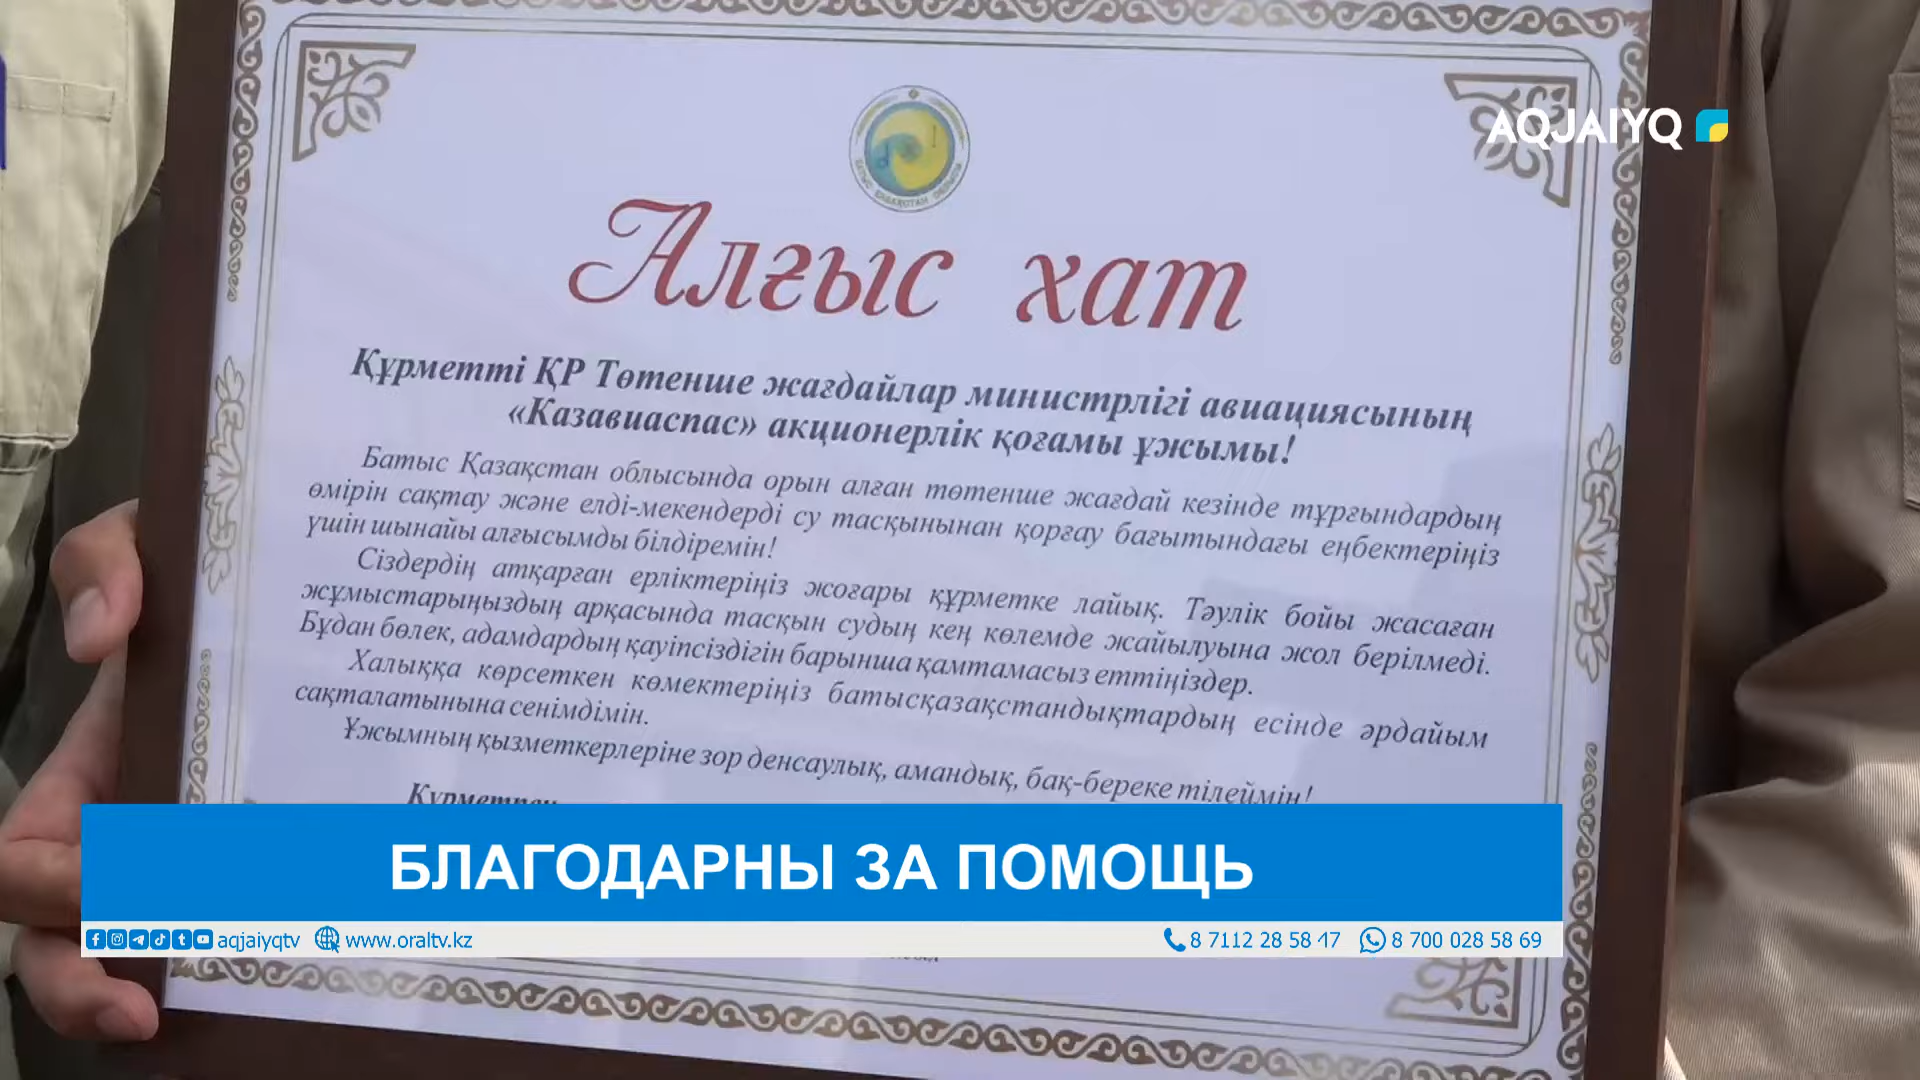 AQJAIYQ
БАТЫС ҚАЗАҚСТАН ОБЛЫСЫ
Алғыс хат
Құрметті ҚР Төтенше жағдайлар министрлігі авиациясының
«Казавиаспас» акционерлік қоғамы ұжымы!
Батыс Қазақстан облысында орын алған төтенше жағдай кезінде тұрғындардың
өмірін сақтау және елді-мекендерді су тасқынынан қорғау бағытындағы еңбектеріңіз
үшін шынайы алғысымды білдіремін!
Сіздердің атқарған ерліктеріңіз жоғары құрметке лайық. Тәулік бойы жасаған
жұмыстарыңыздың арқасында тасқын судың кең көлемде жайылуына жол берілмеді.
Бұдан бөлек, адамдардың қауіпсіздігін барынша қамтамасыз еттіңіздер.
Халыққа көрсеткен көмектеріңіз батысқазақстандықтардың есінде әрдайым
сақталатынына сенімдімін.
Ұжымның қызметкерлеріне зор денсаулық, амандық, бақ-береке тілеймін!
Құрметпен
БЛАГОДАРНЫ ЗА ПОМОЩЬ
aqjaiyqtv www.oraltv.kz 8 7112 28 58 17 8 700 028 58 69